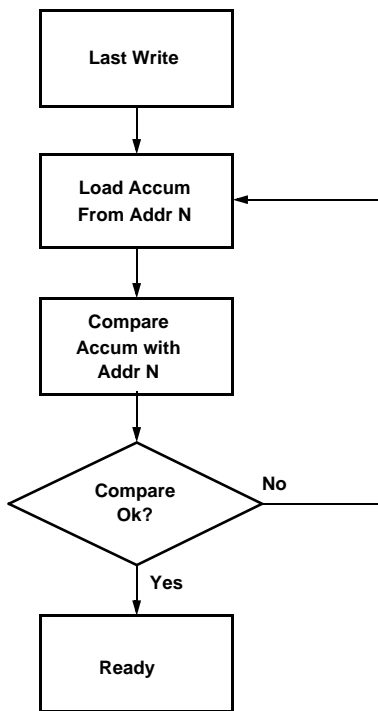 Last Write
Load Accum
From Addr N
Compare
Accum with
Addr N
Compare
Ok?
No
Yes
Ready